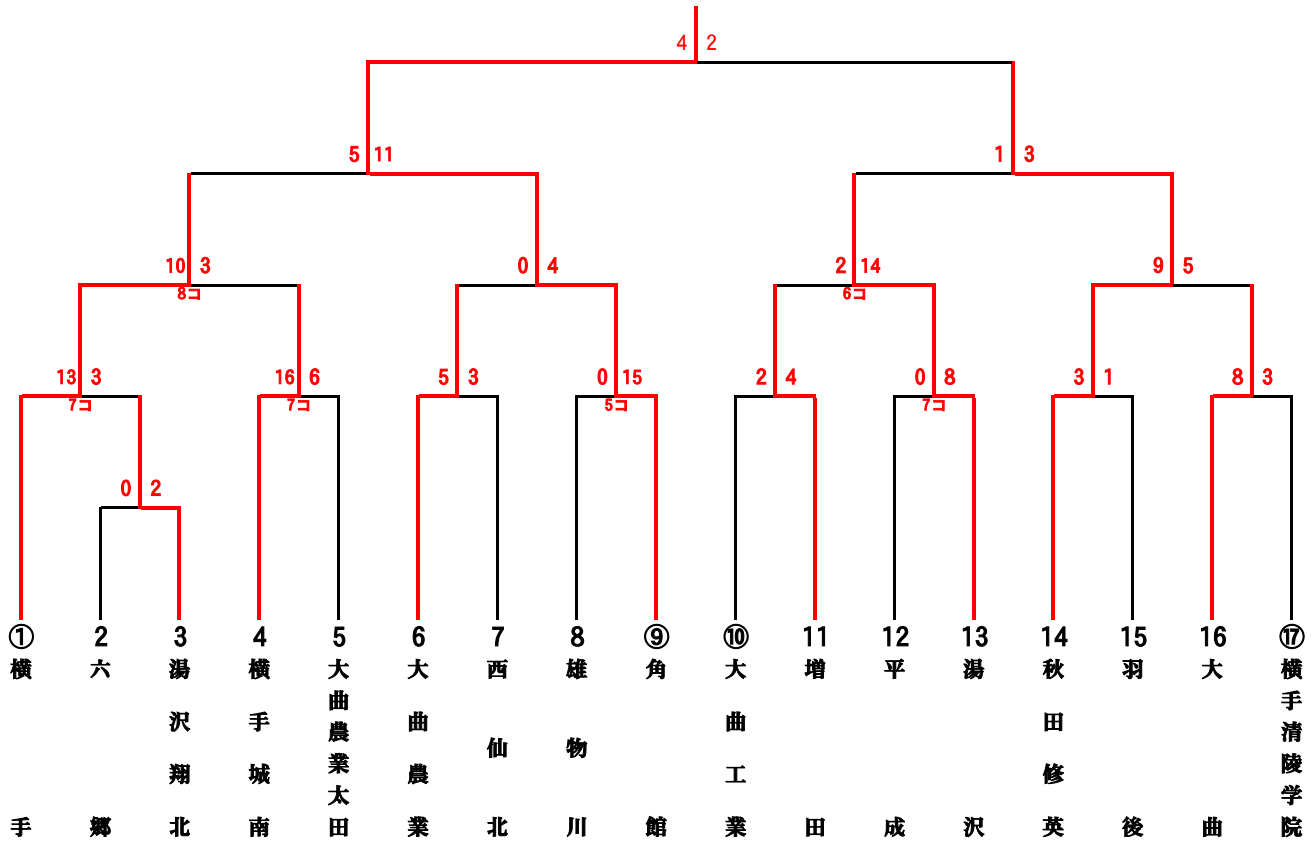 4 2
5 11
1 3
10 3
8コ
0 4
2 14
6コ
9 5
13 3
7コ
16 6
7コ
5 3
0 15
5コ
2 4
0 8
7コ
3 1
8 3
0 2
① 2 3 4 5 6 7 8 ⑨ ⑩ 11 12 13 14 15 16 ⑰
横手
六郷
湯沢翔北
横手城南
大曲農業太田
大曲農業
西仙北
雄物川
角館
大曲工業
増田
平成
湯沢
秋田修英
羽後
大曲
横手清陵学院